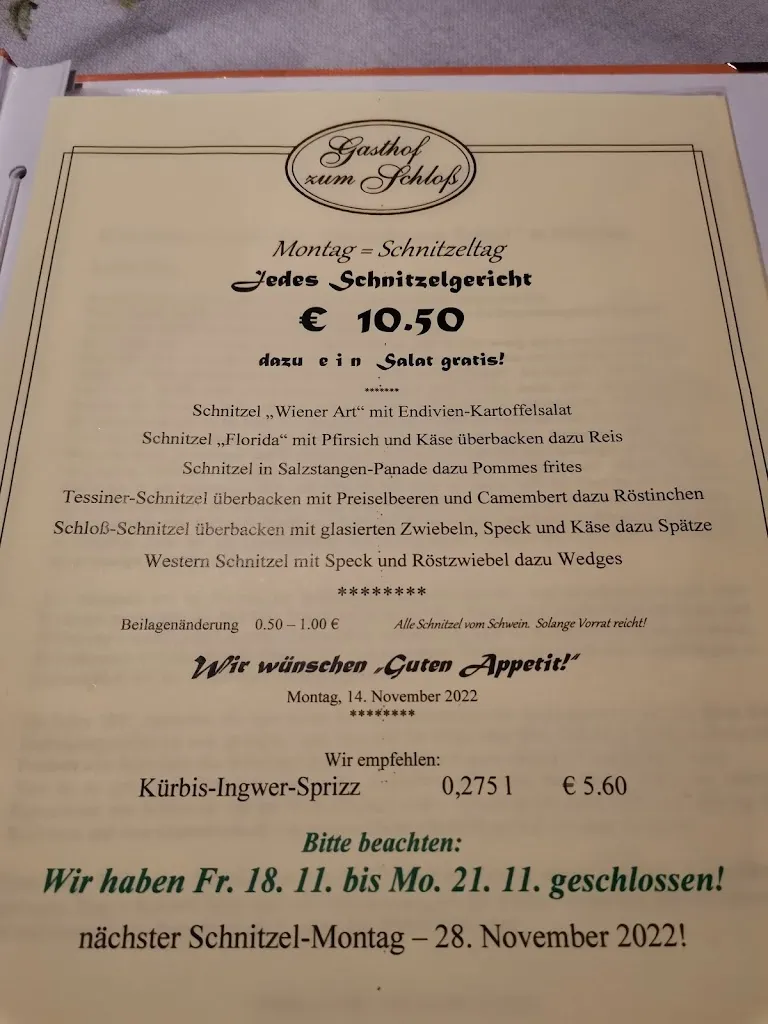 Gasthof
zum Schloß
Montag = Schnitzeltag
Jedes Schnitzelgericht
€ 10.50
dazu e i n Salat gratis!
*******
Schnitzel „Wiener Art“ mit Endivien-Kartoffelsalat
Schnitzel „Florida“ mit Pfirsich und Käse überbacken dazu Reis
Schnitzel in Salzstangen-Panade dazu Pommes frites
Tessiner-Schnitzel überbacken mit Preiselbeeren und Camembert dazu Röstinchen
Schloß-Schnitzel überbacken mit glasierten Zwiebeln, Speck und Käse dazu Spätze
Western Schnitzel mit Speck und Röstzwiebel dazu Wedges
********
Beilagenänderung 0.50 – 1.00 € Alle Schnitzel vom Schwein. Solange Vorrat reicht!
Wir wünschen „Guten Appetit!“
Montag, 14. November 2022
********
Wir empfehlen:
Kürbis-Ingwer-Sprizz 0,275 l € 5.60
Bitte beachten:
Wir haben Fr. 18. 11. bis Mo. 21. 11. geschlossen!
nächster Schnitzel-Montag – 28. November 2022!